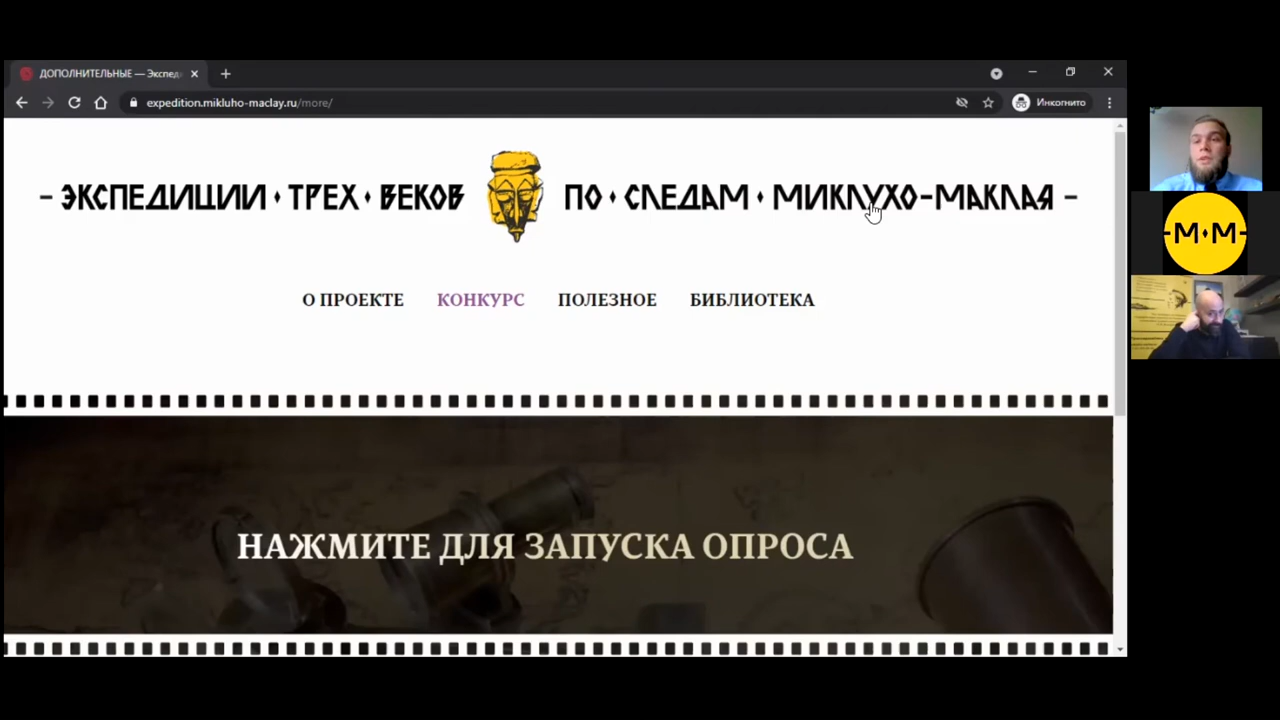 ДОПОЛНИТЕЛЬНЫЕ — Экспед
expedition.mikluho-maclay.ru/more/
Инкогнито
– ЭКСПЕДИЦИИ • ТРЕХ • ВЕКОВ ПО • СЛЕДАМ • МИКЛУХО-МАКЛАЯ –
О ПРОЕКТЕ КОНКУРС ПОЛЕЗНОЕ БИБЛИОТЕКА
НАЖМИТЕ ДЛЯ ЗАПУСКА ОПРОСА
-М•М-